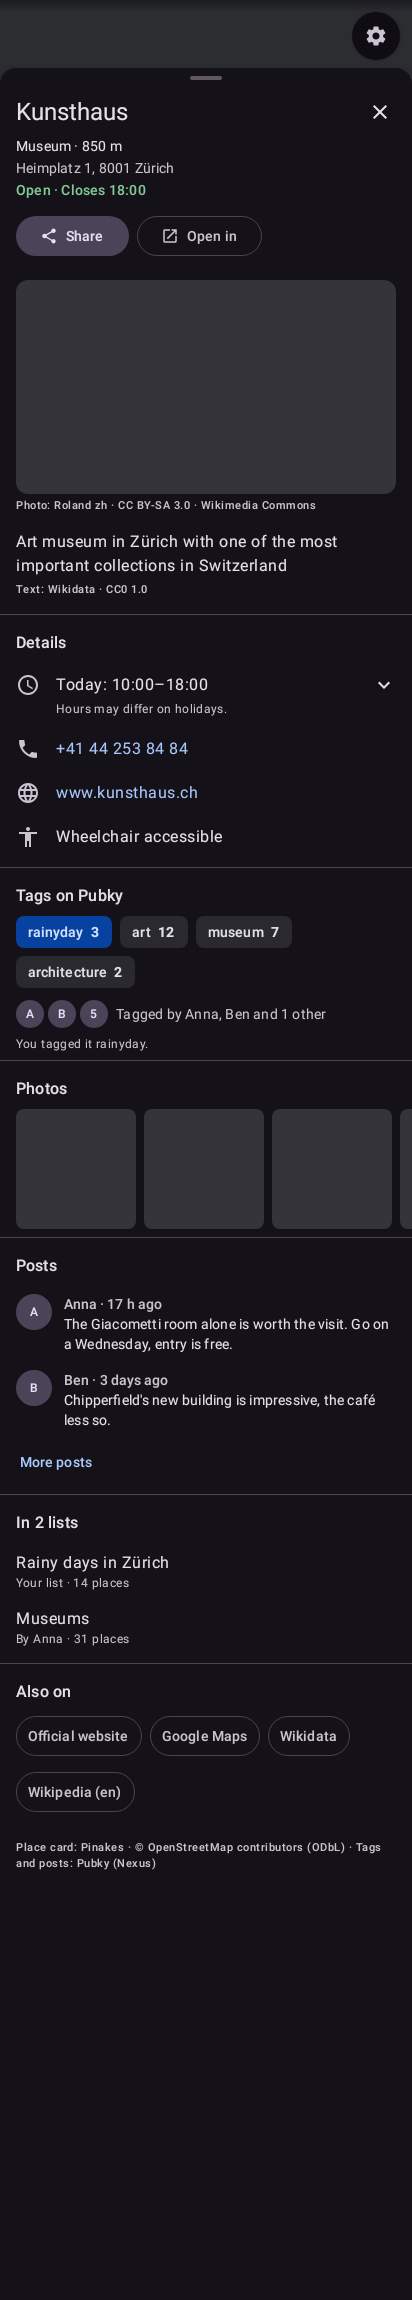 Kunsthaus
Museum · 850 m
Heimplatz 1, 8001 Zürich
Open · Closes 18:00
Share
Open in
Photo: Roland zh · CC BY-SA 3.0 · Wikimedia Commons
Art museum in Zürich with one of the most
important collections in Switzerland
Text: Wikidata · CC0 1.0
Details
Today: 10:00–18:00
Hours may differ on holidays.
+41 44 253 84 84
www.kunsthaus.ch
Wheelchair accessible
Tags on Pubky
rainyday 3
art 12
museum 7
architecture 2
A B 5 Tagged by Anna, Ben and 1 other
You tagged it rainyday.
Photos
Posts
A
Anna · 17 h ago
The Giacometti room alone is worth the visit. Go on
a Wednesday, entry is free.
B
Ben · 3 days ago
Chipperfield's new building is impressive, the café
less so.
More posts
In 2 lists
Rainy days in Zürich
Your list · 14 places
Museums
By Anna · 31 places
Also on
Official website
Google Maps
Wikidata
Wikipedia (en)
Place card: Pinakes · © OpenStreetMap contributors (ODbL) · Tags
and posts: Pubky (Nexus)